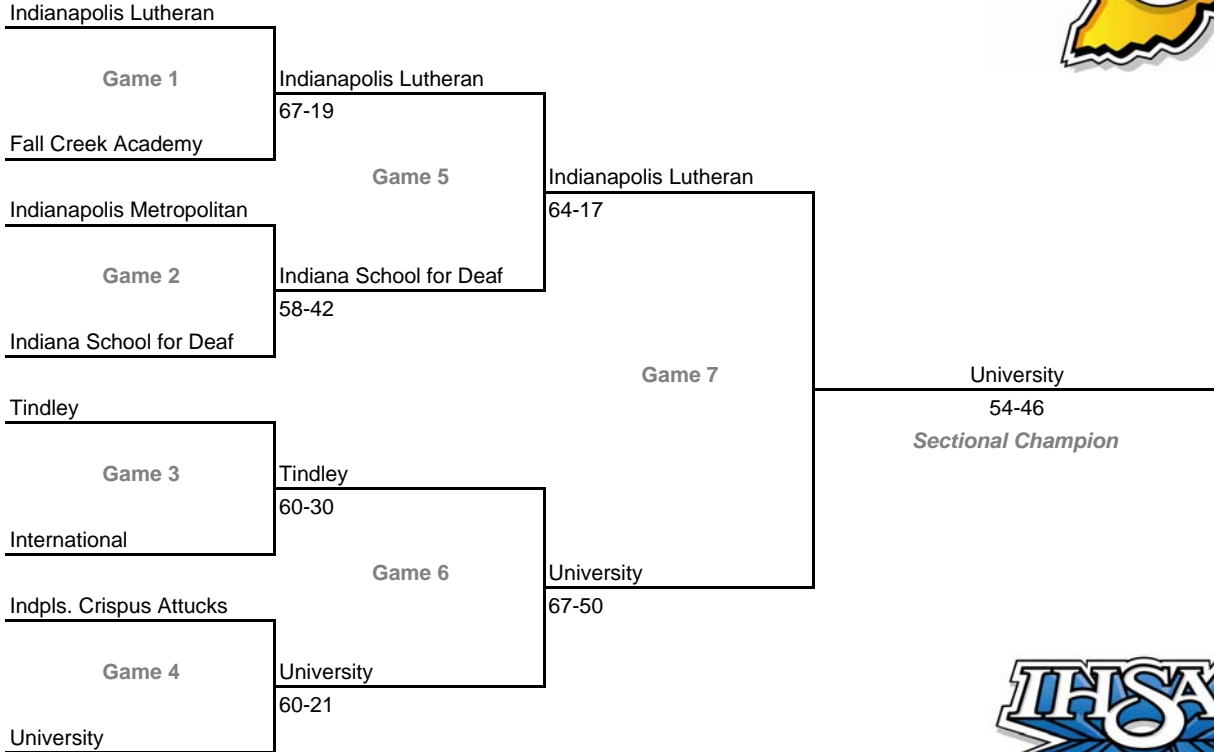 Indianapolis Lutheran
Game 1
Indianapolis Lutheran
67-19
Fall Creek Academy
Game 5
Indianapolis Lutheran
Indianapolis Metropolitan
64-17
Game 2
Indiana School for Deaf
58-42
Indiana School for Deaf
Game 7
University
Tindley
54-46
Sectional Champion
Game 3
Tindley
60-30
International
Game 6
University
Indpls. Crispus Attucks
67-50
Game 4
University
60-21
University
IHSA